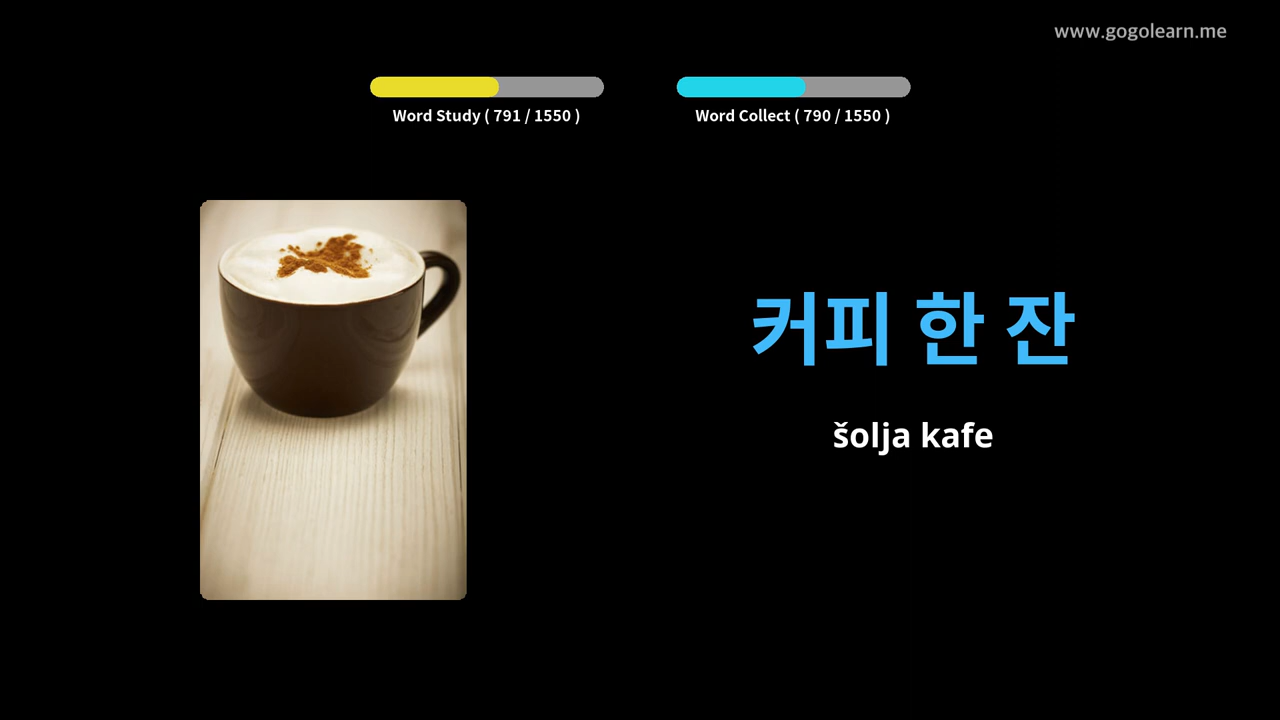 www.gogolearn.me
Word Study ( 791 / 1550 )
Word Collect ( 790 / 1550 )
커피 한 잔
šolja kafe